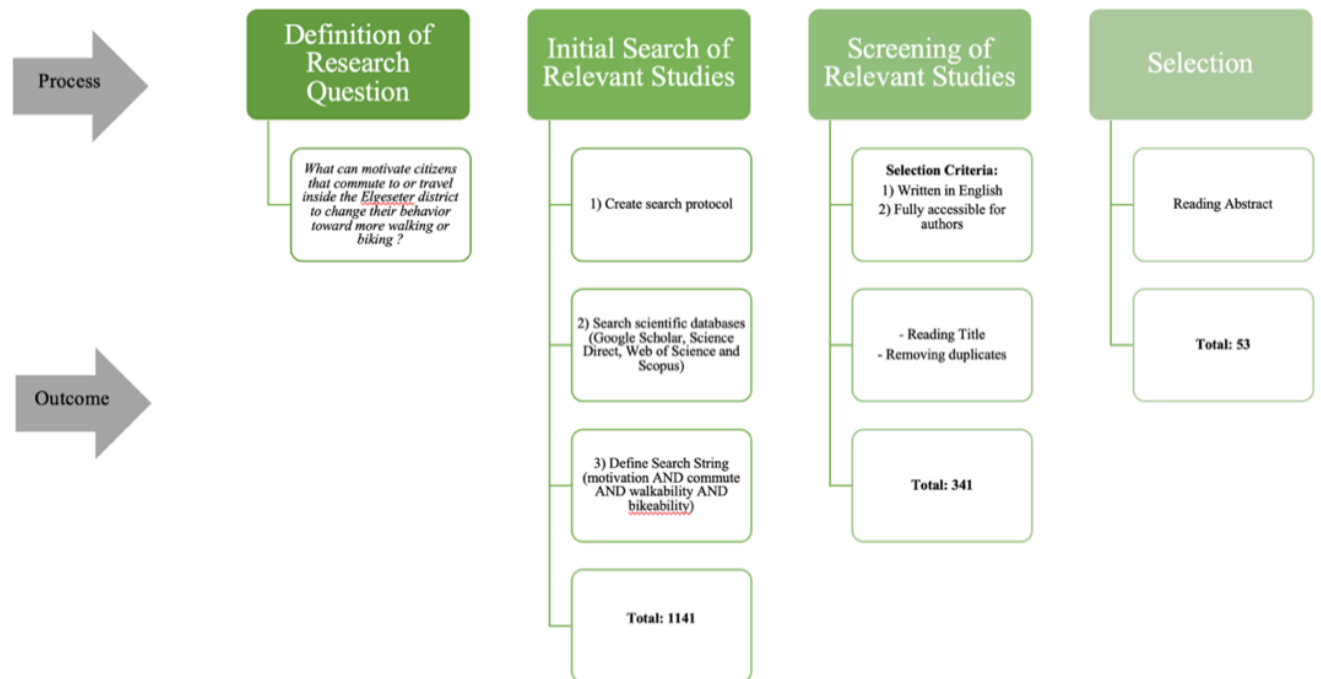 Process
Definition of
Research
Question
What can motivate citizens
that commute to or travel
inside the Elgeseter district
to change their behavior
toward more walking or
biking ?
Initial Search of
Relevant Studies
1) Create search protocol
2) Search scientific databases
(Google Scholar, Science
Direct, Web of Science and
Scopus)
3) Define Search String
(motivation AND commute
AND walkability AND
bikeability)
Total: 1141
Screening of
Relevant Studies
Selection Criteria:
1) Written in English
2) Fully accessible for
authors
- Reading Title
- Removing duplicates
Total: 341
Selection
Reading Abstract
Total: 53
Outcome